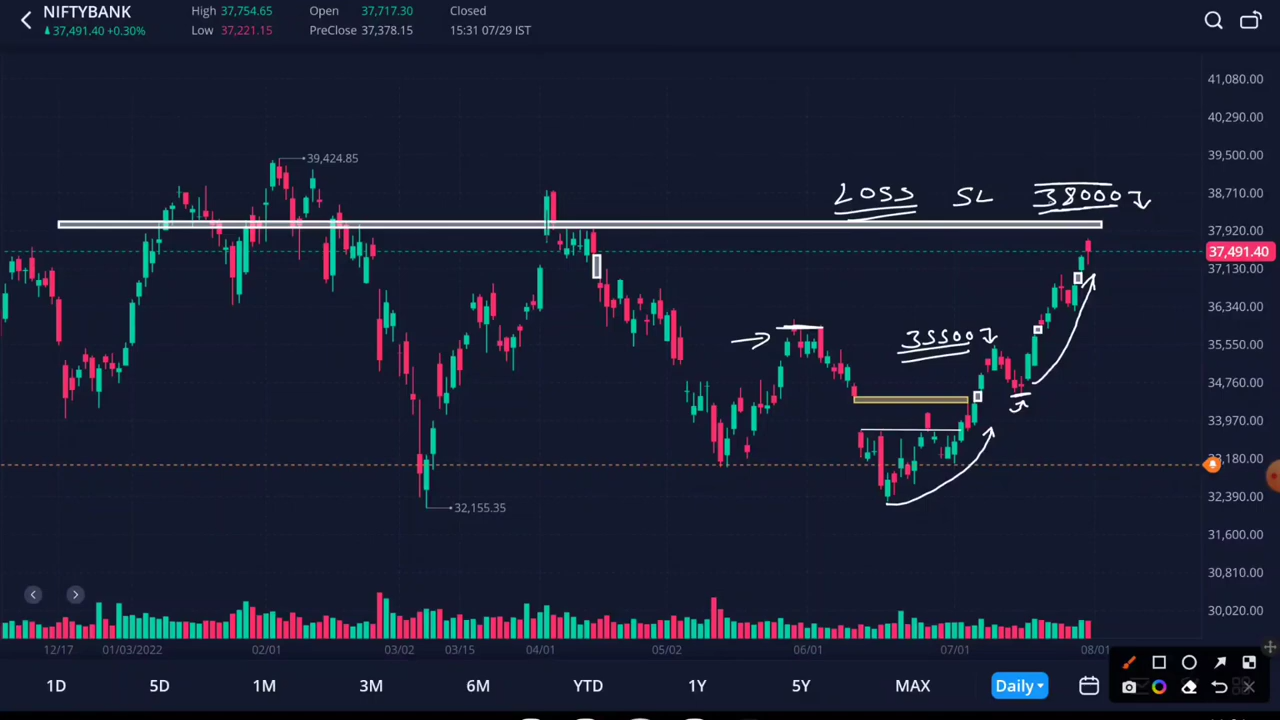 NIFTYBANK
▲37,491.40 +0.30%
High 37,754.65
Low 37,221.15
Open 37,717.30
PreClose 37,378.15
Closed
15:31 07/29 IST
41,080.00
40,290.00
39,500.00
39,424.85
38,710.00
LOSS SL 38000
37,920.00
37,491.40
37,130.00
36,340.00
35500
35,550.00
34,760.00
33,970.00
33,180.00
32,390.00
32,155.35
31,600.00
30,810.00
30,020.00
12/17 01/03/2022 02/01 03/02 03/15 04/01 05/02 06/01 07/01 08/01
1D 5D 1M 3M 6M YTD 1Y 5Y MAX Daily